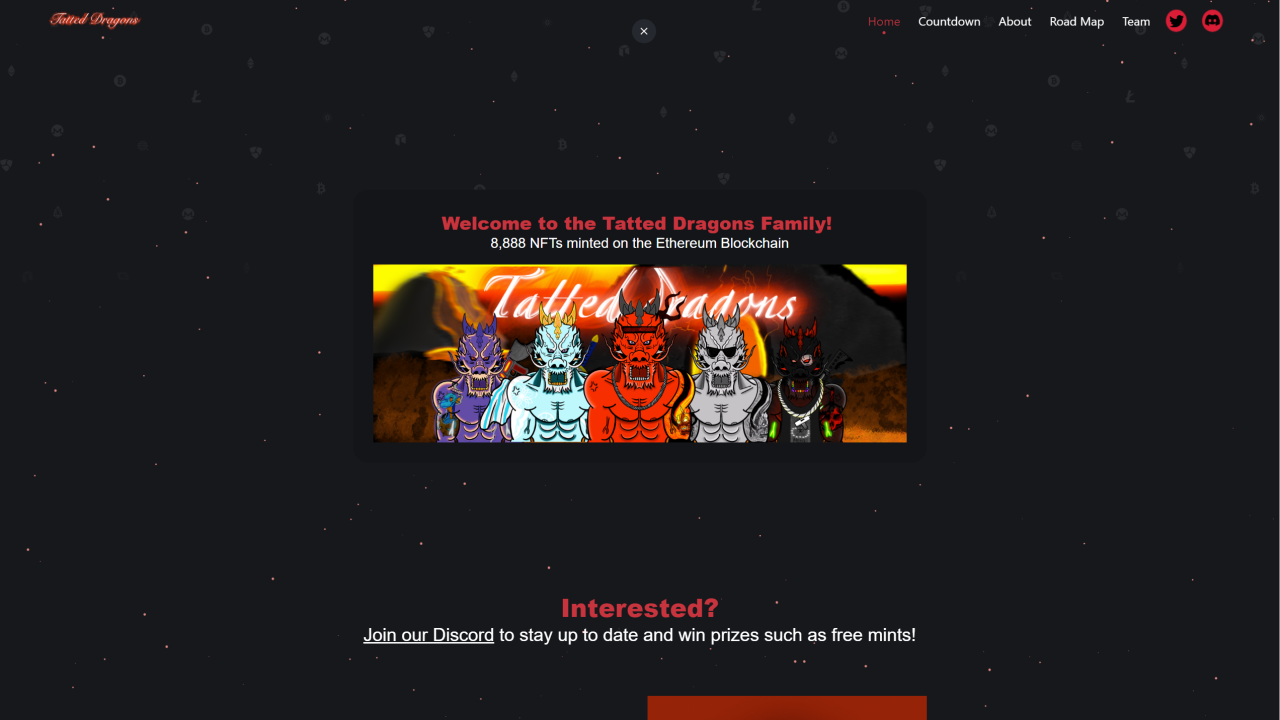 Tatted Dragons
Home Countdown About Road Map Team
Welcome to the Tatted Dragons Family!
8,888 NFTs minted on the Ethereum Blockchain
Tatted Dragons
Interested?
Join our Discord to stay up to date and win prizes such as free mints!